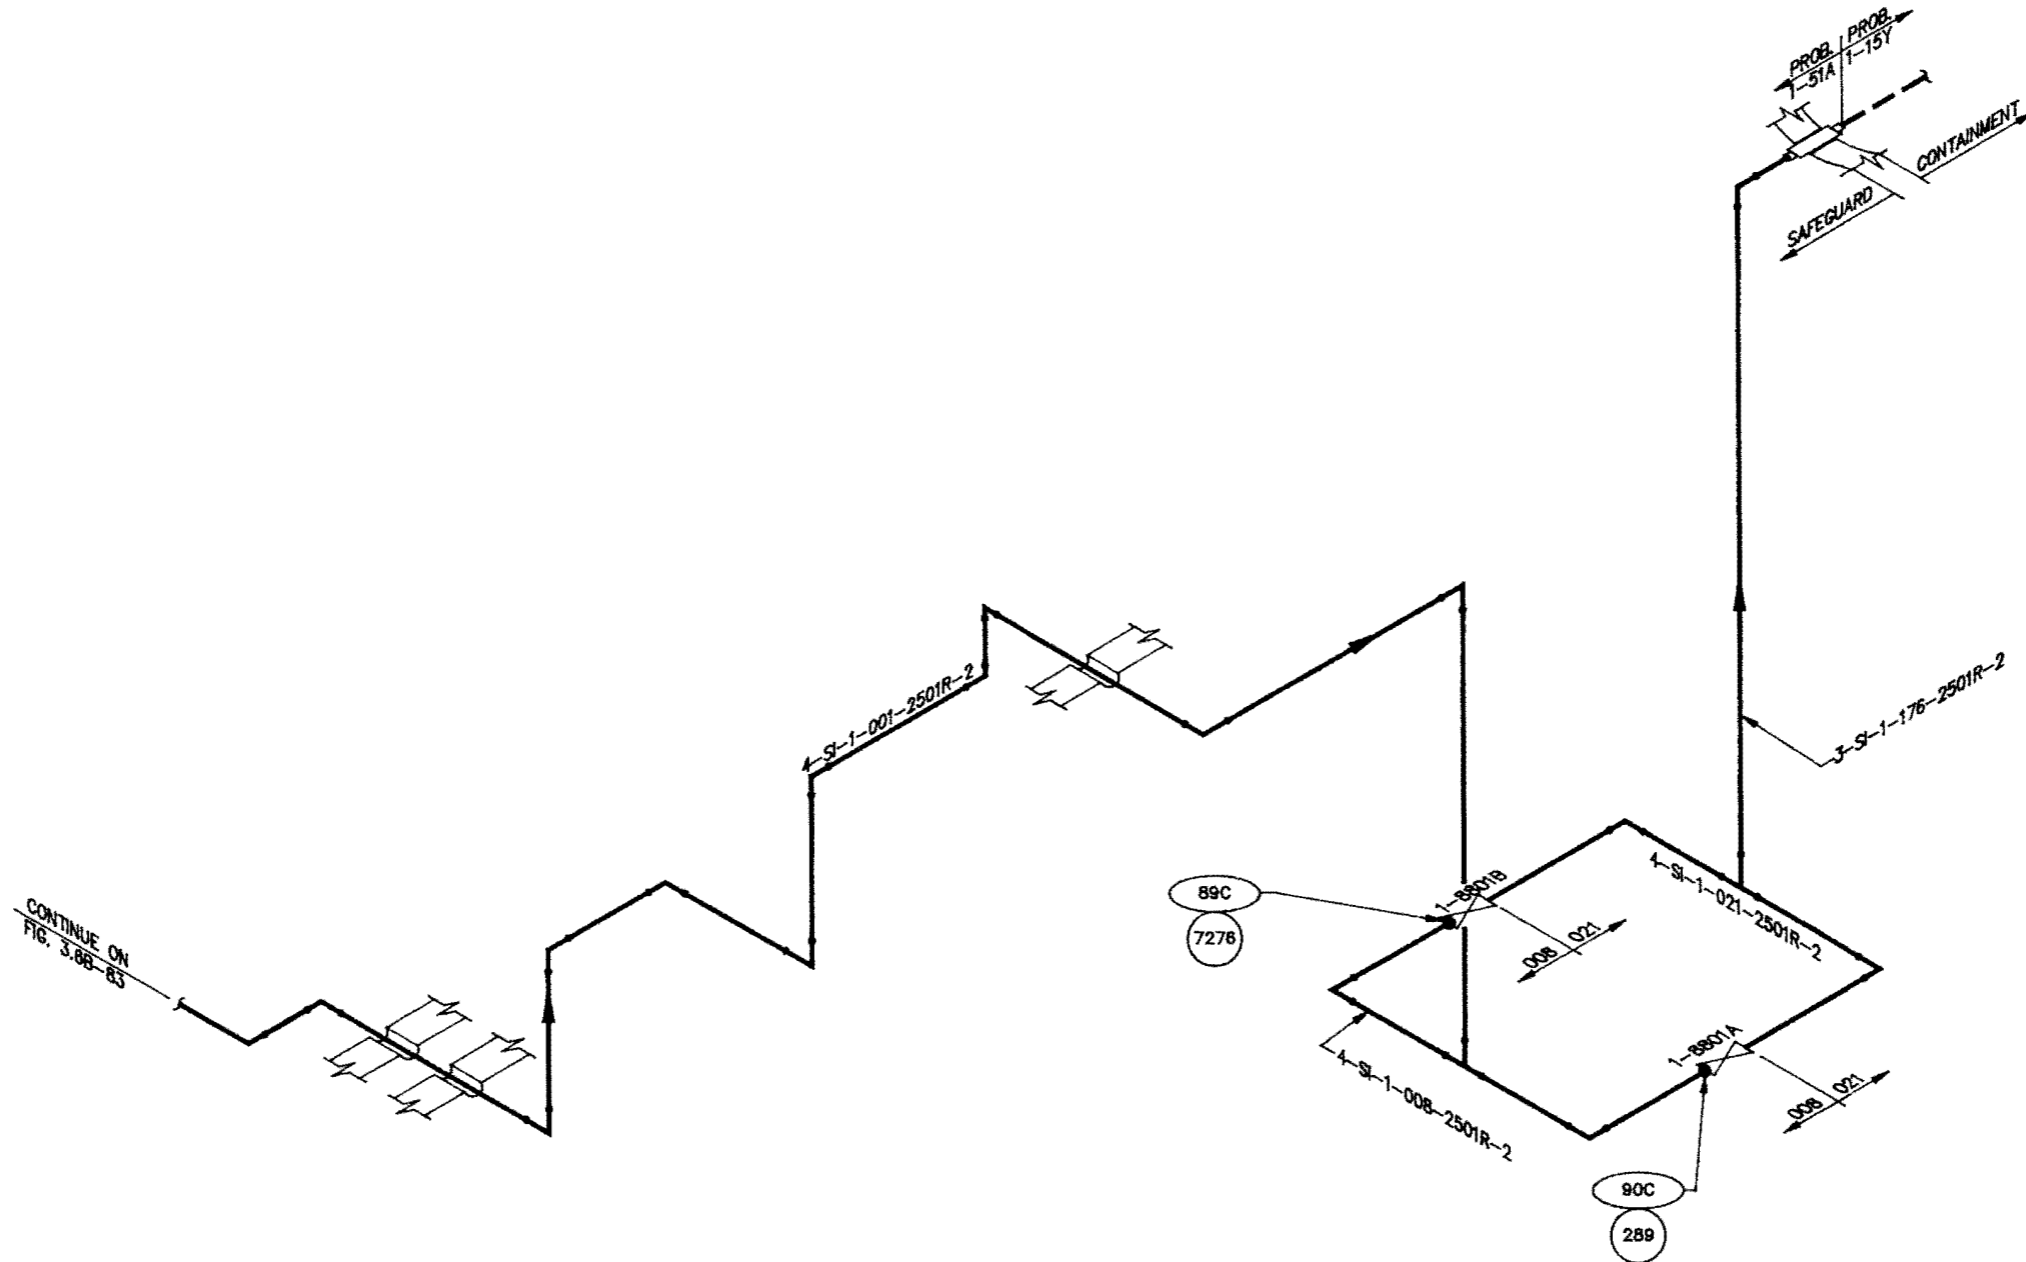 PROB.
1-51A
PROB.
1-15Y
CONTAINMENT
SAFEGUARD
4-SI-1-001-2501R-2
3-SI-1-176-2501R-2
4-SI-1-021-2501R-2
1-8801B
89C
7276
008
021
CONTINUE ON
FIG. 3.6B-83
1-8801A
008
021
4-SI-1-008-2501R-2
90C
289